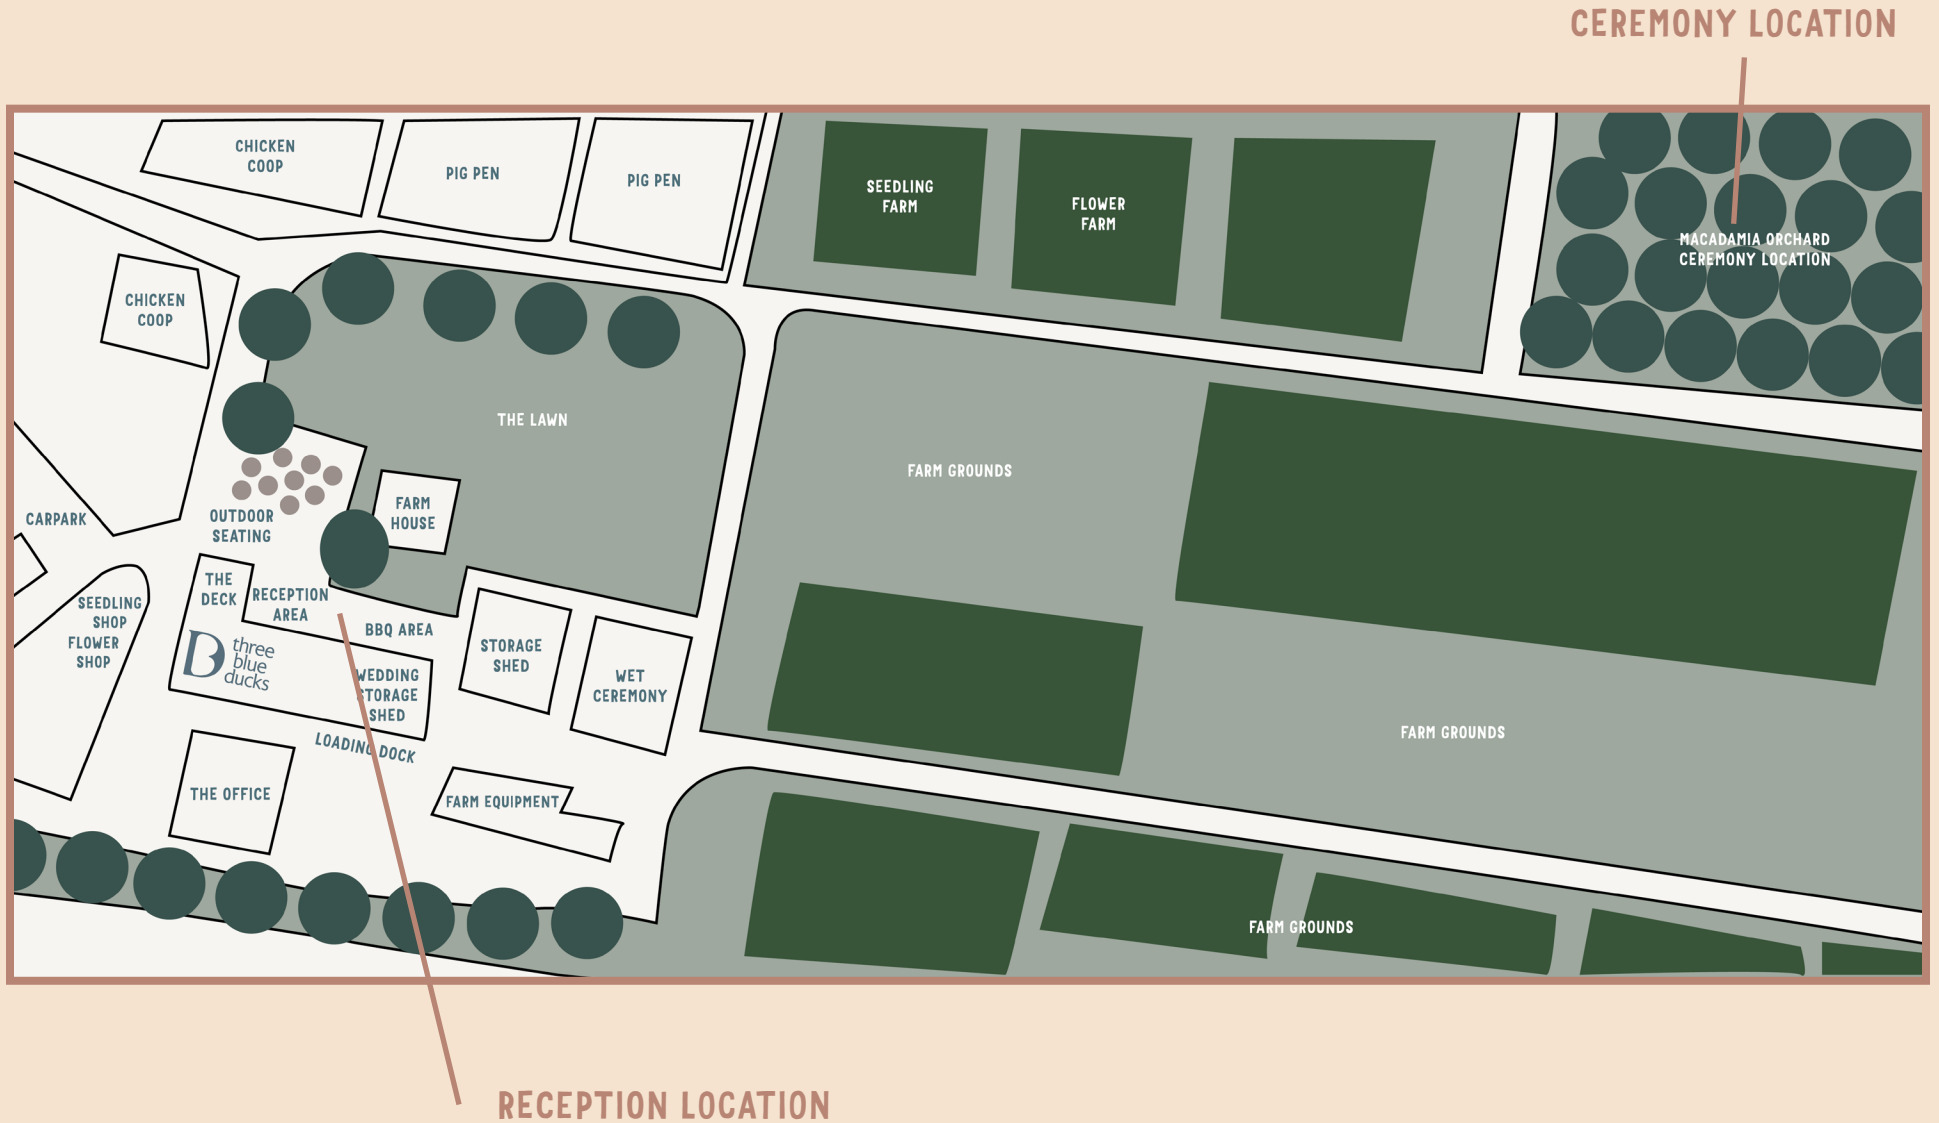 CEREMONY LOCATION
CHICKEN
COOP
PIG PEN
PIG PEN
SEEDLING
FARM
FLOWER
FARM
MACADAMIA ORCHARD
CEREMONY LOCATION
CHICKEN
COOP
THE LAWN
FARM GROUNDS
CARPARK
OUTDOOR
SEATING
FARM
HOUSE
THE
DECK
RECEPTION
AREA
BBQ AREA
SEEDLING
SHOP
FLOWER
SHOP
B
three
blue
ducks
WEDDING
STORAGE
SHED
STORAGE
SHED
WET
CEREMONY
LOADING DOCK
FARM GROUNDS
THE OFFICE
FARM EQUIPMENT
FARM GROUNDS
RECEPTION LOCATION